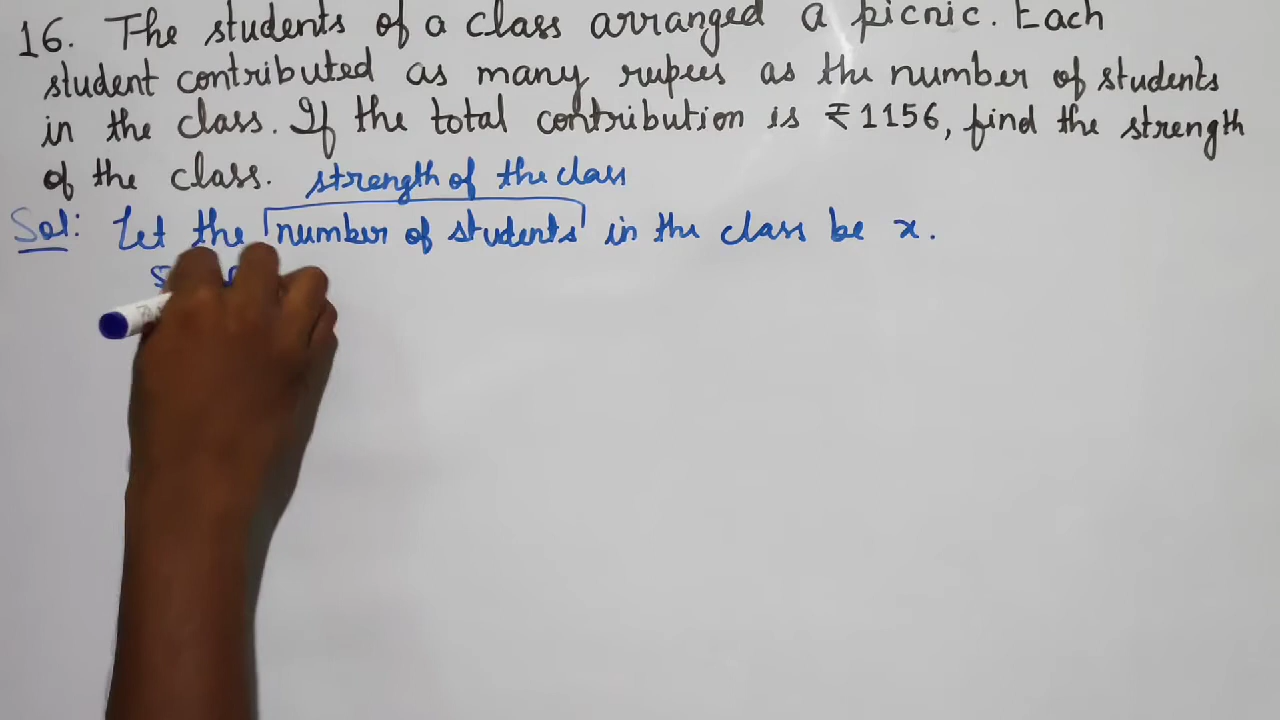 16. The students of a class arranged a picnic. Each
student contributed as many rupees as the number of students
in the class. If the total contribution is ₹1156, find the strength
of the class. strength of the class
Sol: Let the number of students in the class be x.